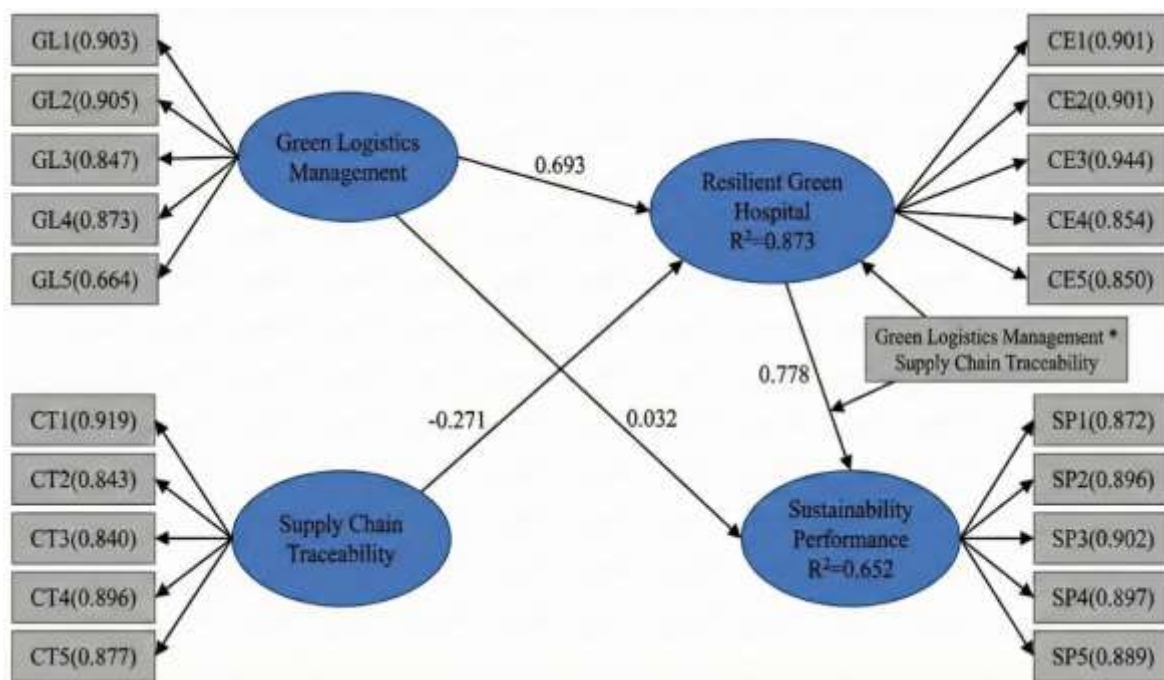 GL1(0.903)
GL2(0.905)
GL3(0.847)
GL4(0.873)
GL5(0.664)
Green Logistics
Management
0.693
Resilient Green
Hospital
R²=0.873
CE1(0.901)
CE2(0.901)
CE3(0.944)
CE4(0.854)
CE5(0.850)
Green Logistics Management *
Supply Chain Traceability
0.778
-0.271
0.032
CT1(0.919)
CT2(0.843)
CT3(0.840)
CT4(0.896)
CT5(0.877)
Supply Chain
Traceability
Sustainability
Performance
R²=0.652
SP1(0.872)
SP2(0.896)
SP3(0.902)
SP4(0.897)
SP5(0.889)